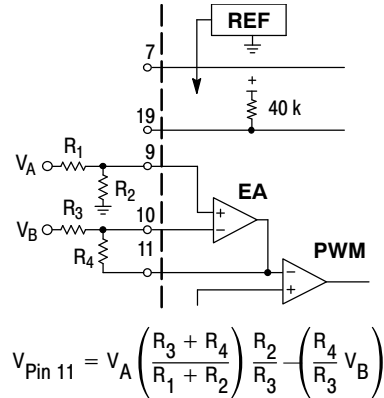 REF
7
+
40 k
19
R1
9
VA
R2
EA
R3
10
+
VB
−
11
PWM
R4
−
+
V Pin 11 = VA ( (R3 + R4) / (R1 + R2) ) R2 / R3 − ( R4 / R3 VB )